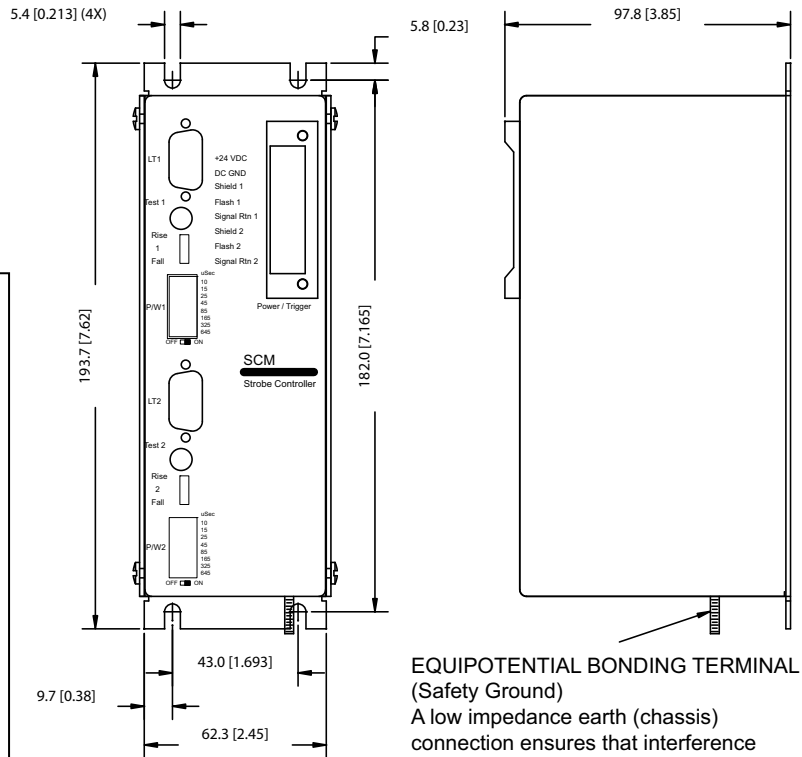 5.4 [0.213] (4X)
5.8 [0.23]
97.8 [3.85]
193.7 [7.62]
182.0 [7.165]
LT1
Test 1
Rise
1
Fall
+24 VDC
DC GND
Shield 1
Flash 1
Signal Rtn 1
Shield 2
Flash 2
Signal Rtn 2
Power / Trigger
P/W1
uSec
10
15
25
45
85
165
325
645
OFF ON
SCM
Strobe Controller
LT2
Test 2
Rise
2
Fall
P/W2
uSec
10
15
25
45
85
165
325
645
OFF ON
43.0 [1.693]
9.7 [0.38]
62.3 [2.45]
EQUIPOTENTIAL BONDING TERMINAL
(Safety Ground)
A low impedance earth (chassis)
connection ensures that interference